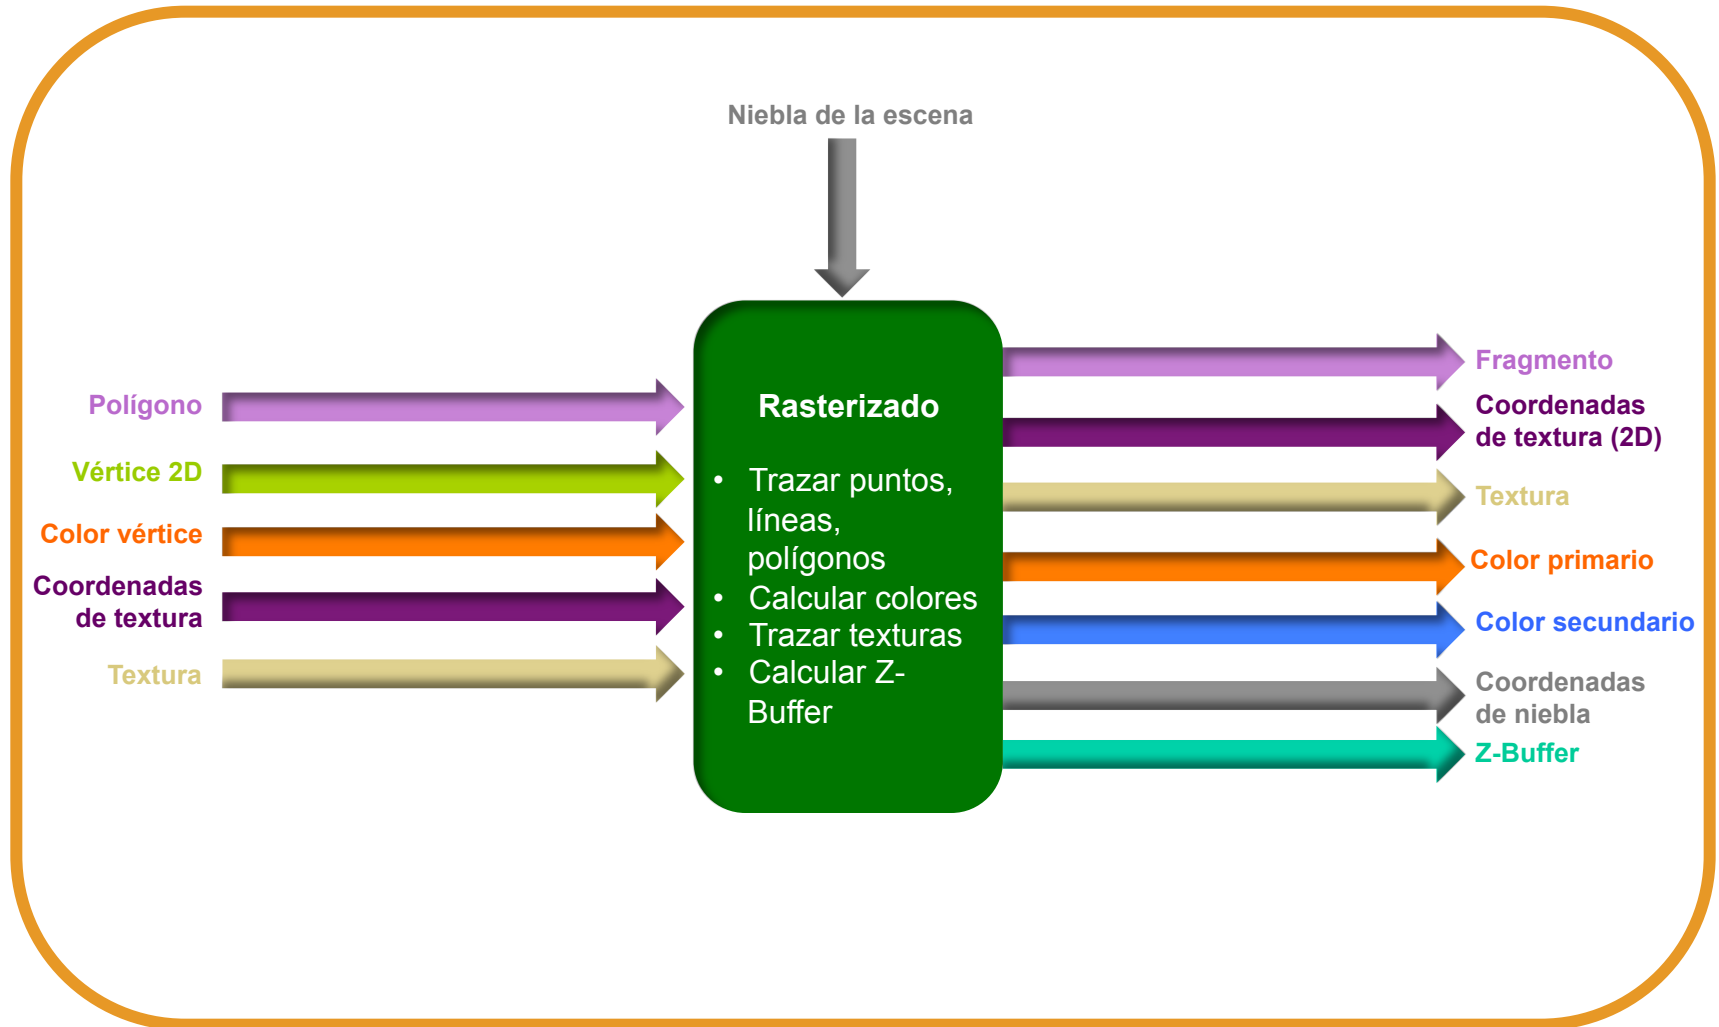 Niebla de la escena
Polígono
Vértice 2D
Color vértice
Coordenadas
de textura
Textura
Rasterizado
• Trazar puntos,
líneas,
polígonos
• Calcular colores
• Trazar texturas
• Calcular Z-
Buffer
Fragmento
Coordenadas
de textura (2D)
Textura
Color primario
Color secundario
Coordenadas
de niebla
Z-Buffer